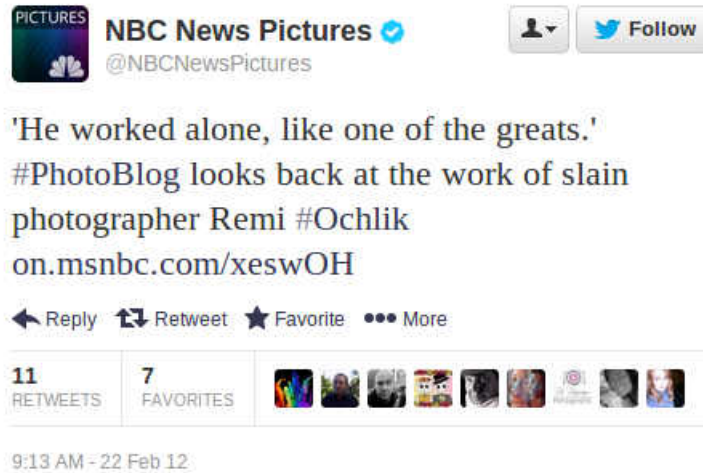 PICTURES
NBC News Pictures
@NBCNewsPictures
Follow
'He worked alone, like one of the greats.'
#PhotoBlog looks back at the work of slain
photographer Remi #Ochlik
on.msnbc.com/xeswOH
Reply Retweet Favorite More
11 RETWEETS 7 FAVORITES
9:13 AM - 22 Feb 12